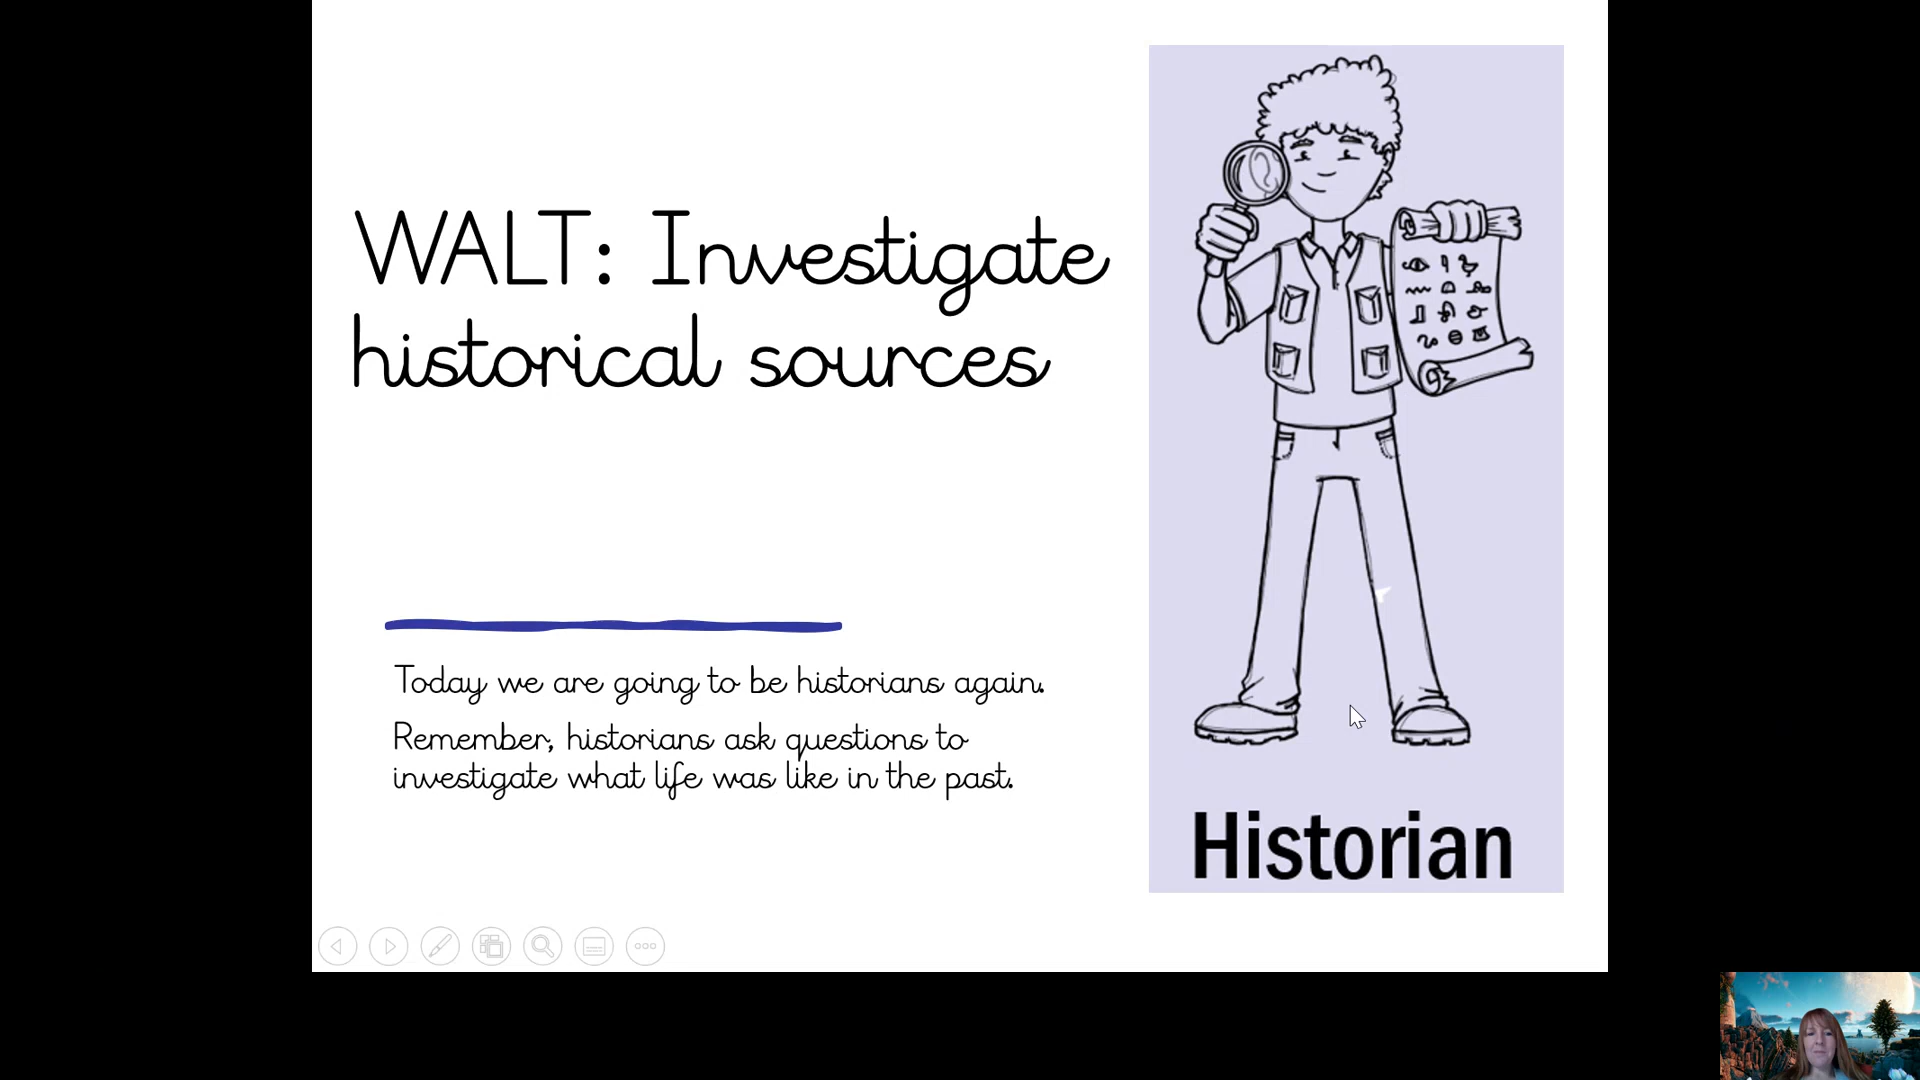 WALT: Investigate
historical sources
Today we are going to be historians again.
Remember, historians ask questions to
investigate what life was like in the past.
Historian